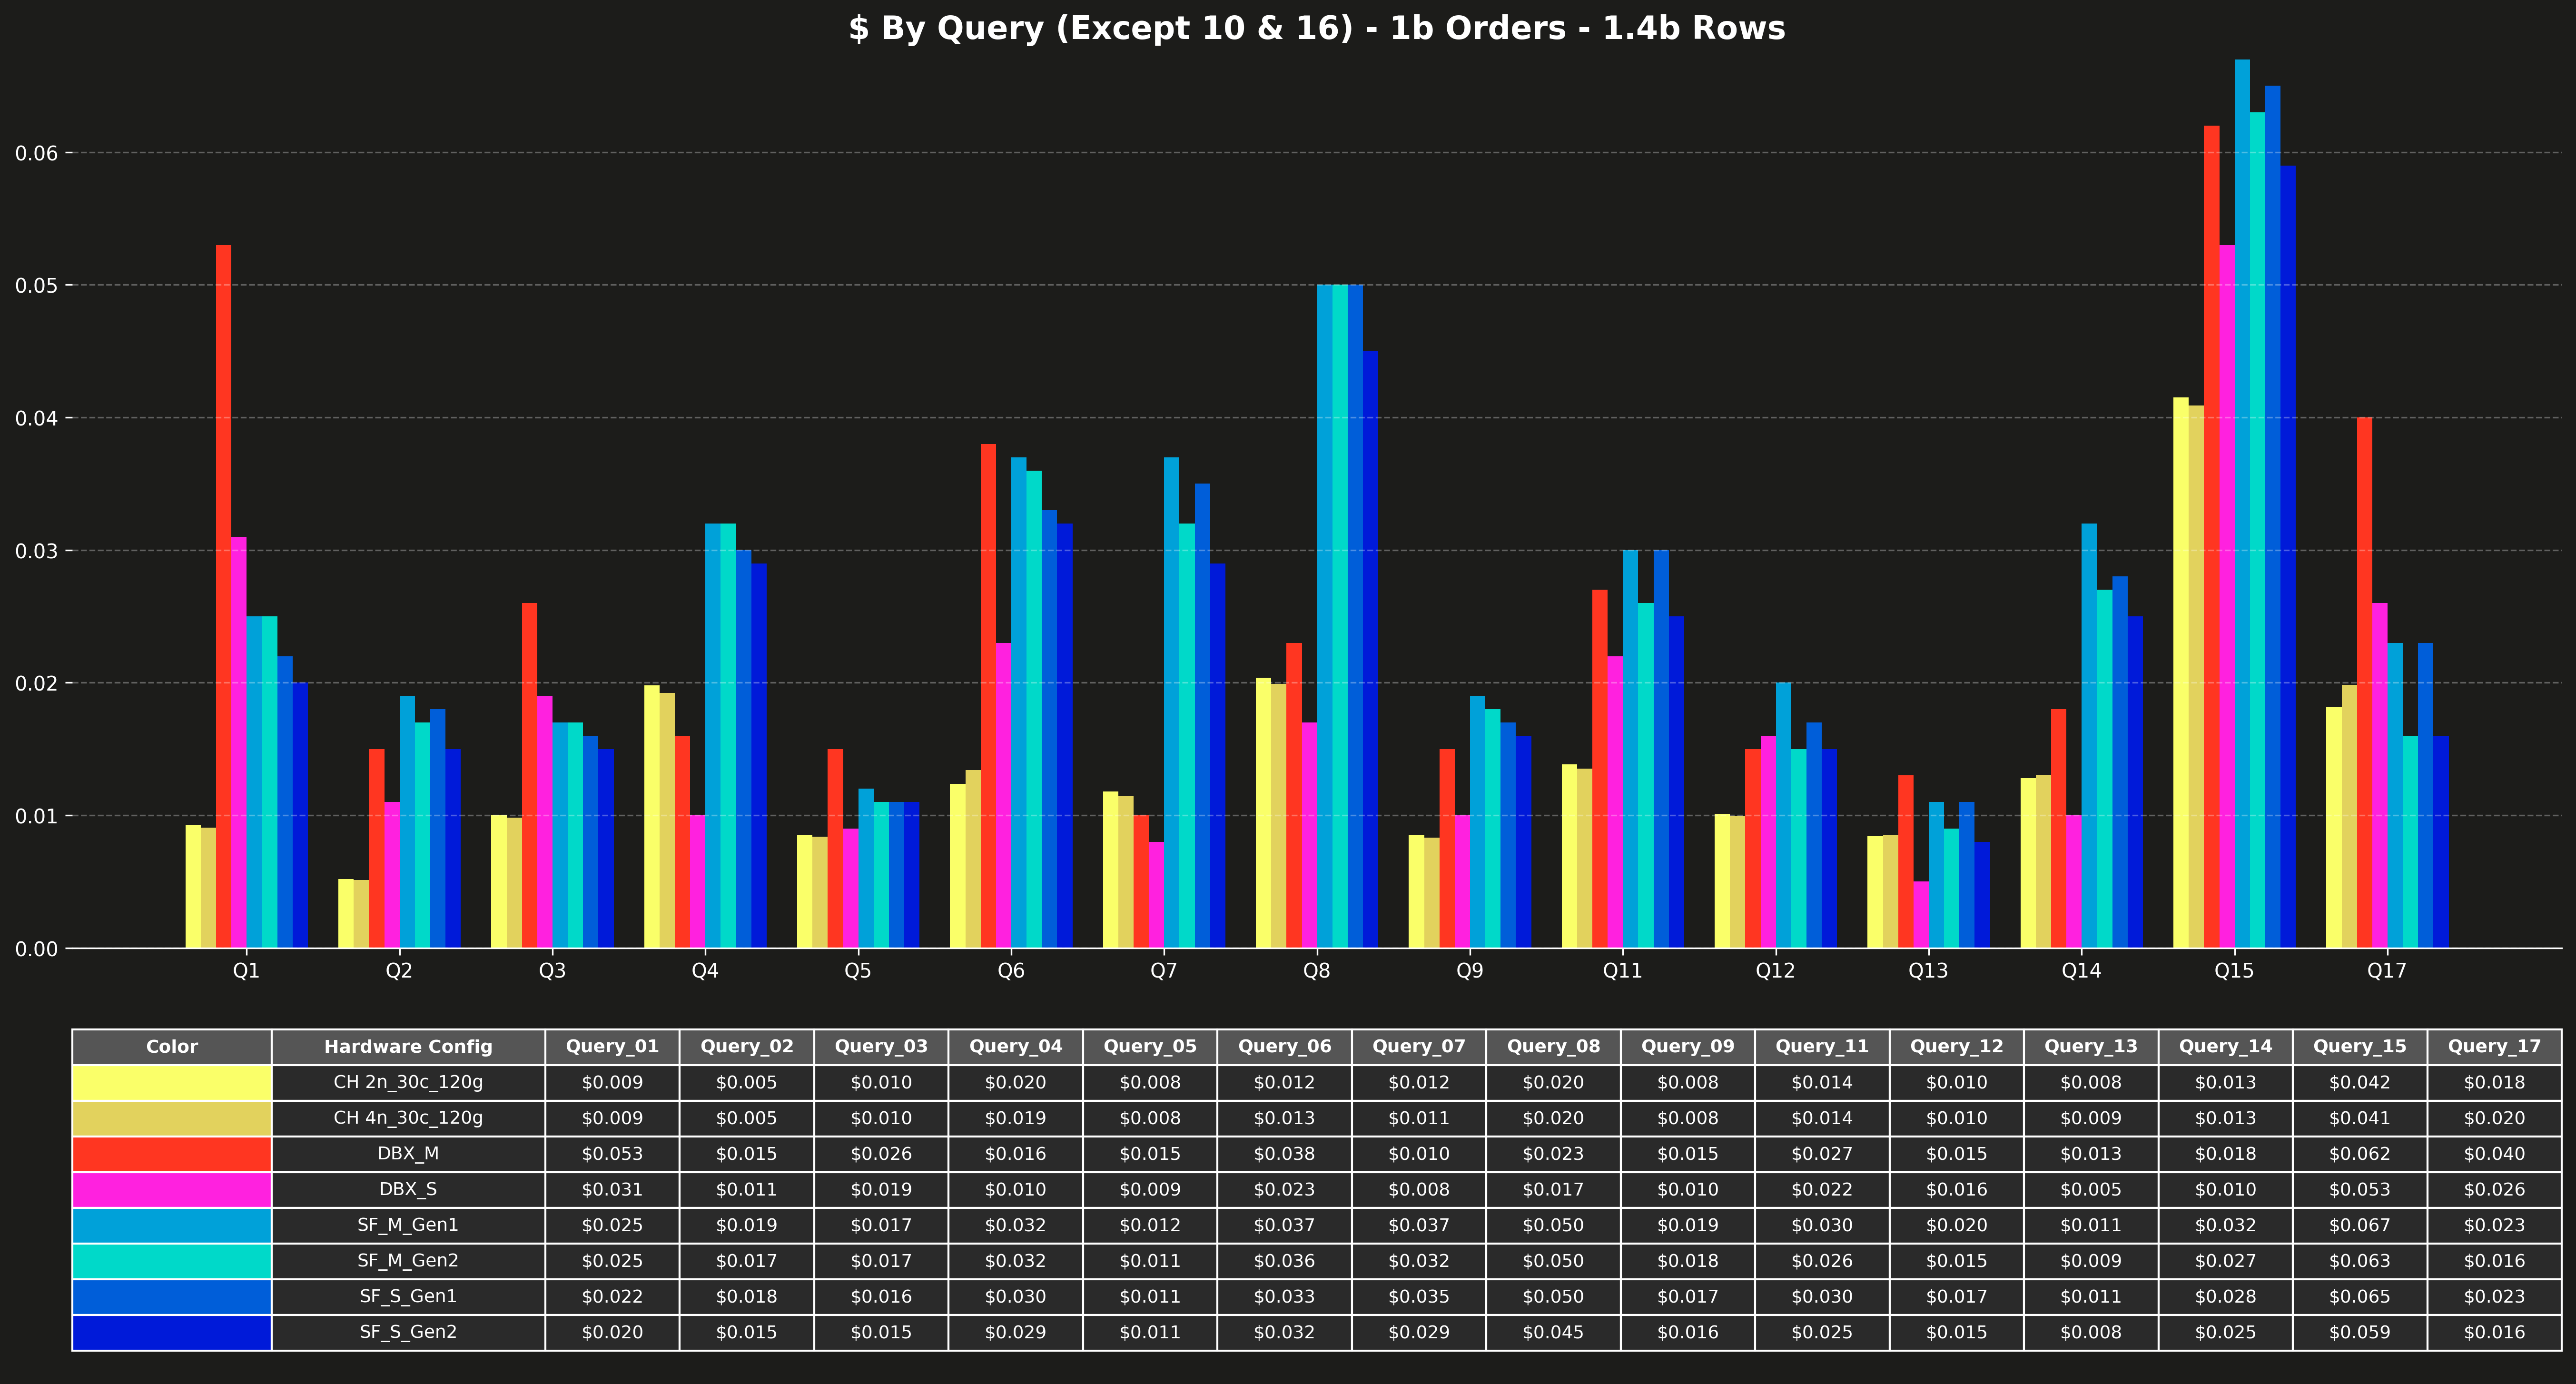 $ By Query (Except 10 & 16) - 1b Orders - 1.4b Rows
0.06
0.05
0.04
0.03
0.02
0.01
0.00
Q1 Q2 Q3 Q4 Q5 Q6 Q7 Q8 Q9 Q11 Q12 Q13 Q14 Q15 Q17
Color Hardware Config Query_01 Query_02 Query_03 Query_04 Query_05 Query_06 Query_07 Query_08 Query_09 Query_11 Query_12 Query_13 Query_14 Query_15 Query_17
CH 2n_30c_120g $0.009 $0.005 $0.010 $0.020 $0.008 $0.012 $0.012 $0.020 $0.008 $0.014 $0.010 $0.008 $0.013 $0.042 $0.018
CH 4n_30c_120g $0.009 $0.005 $0.010 $0.019 $0.008 $0.013 $0.011 $0.020 $0.008 $0.014 $0.010 $0.009 $0.013 $0.041 $0.020
DBX_M $0.053 $0.015 $0.026 $0.016 $0.015 $0.038 $0.010 $0.023 $0.015 $0.027 $0.015 $0.013 $0.018 $0.062 $0.040
DBX_S $0.031 $0.011 $0.019 $0.010 $0.009 $0.023 $0.008 $0.017 $0.010 $0.022 $0.016 $0.005 $0.010 $0.053 $0.026
SF_M_Gen1 $0.025 $0.019 $0.017 $0.032 $0.012 $0.037 $0.037 $0.050 $0.019 $0.030 $0.020 $0.011 $0.032 $0.067 $0.023
SF_M_Gen2 $0.025 $0.017 $0.017 $0.032 $0.011 $0.036 $0.032 $0.050 $0.018 $0.026 $0.015 $0.009 $0.027 $0.063 $0.016
SF_S_Gen1 $0.022 $0.018 $0.016 $0.030 $0.011 $0.033 $0.035 $0.050 $0.017 $0.030 $0.017 $0.011 $0.028 $0.065 $0.023
SF_S_Gen2 $0.020 $0.015 $0.015 $0.029 $0.011 $0.032 $0.029 $0.045 $0.016 $0.025 $0.015 $0.008 $0.025 $0.059 $0.016